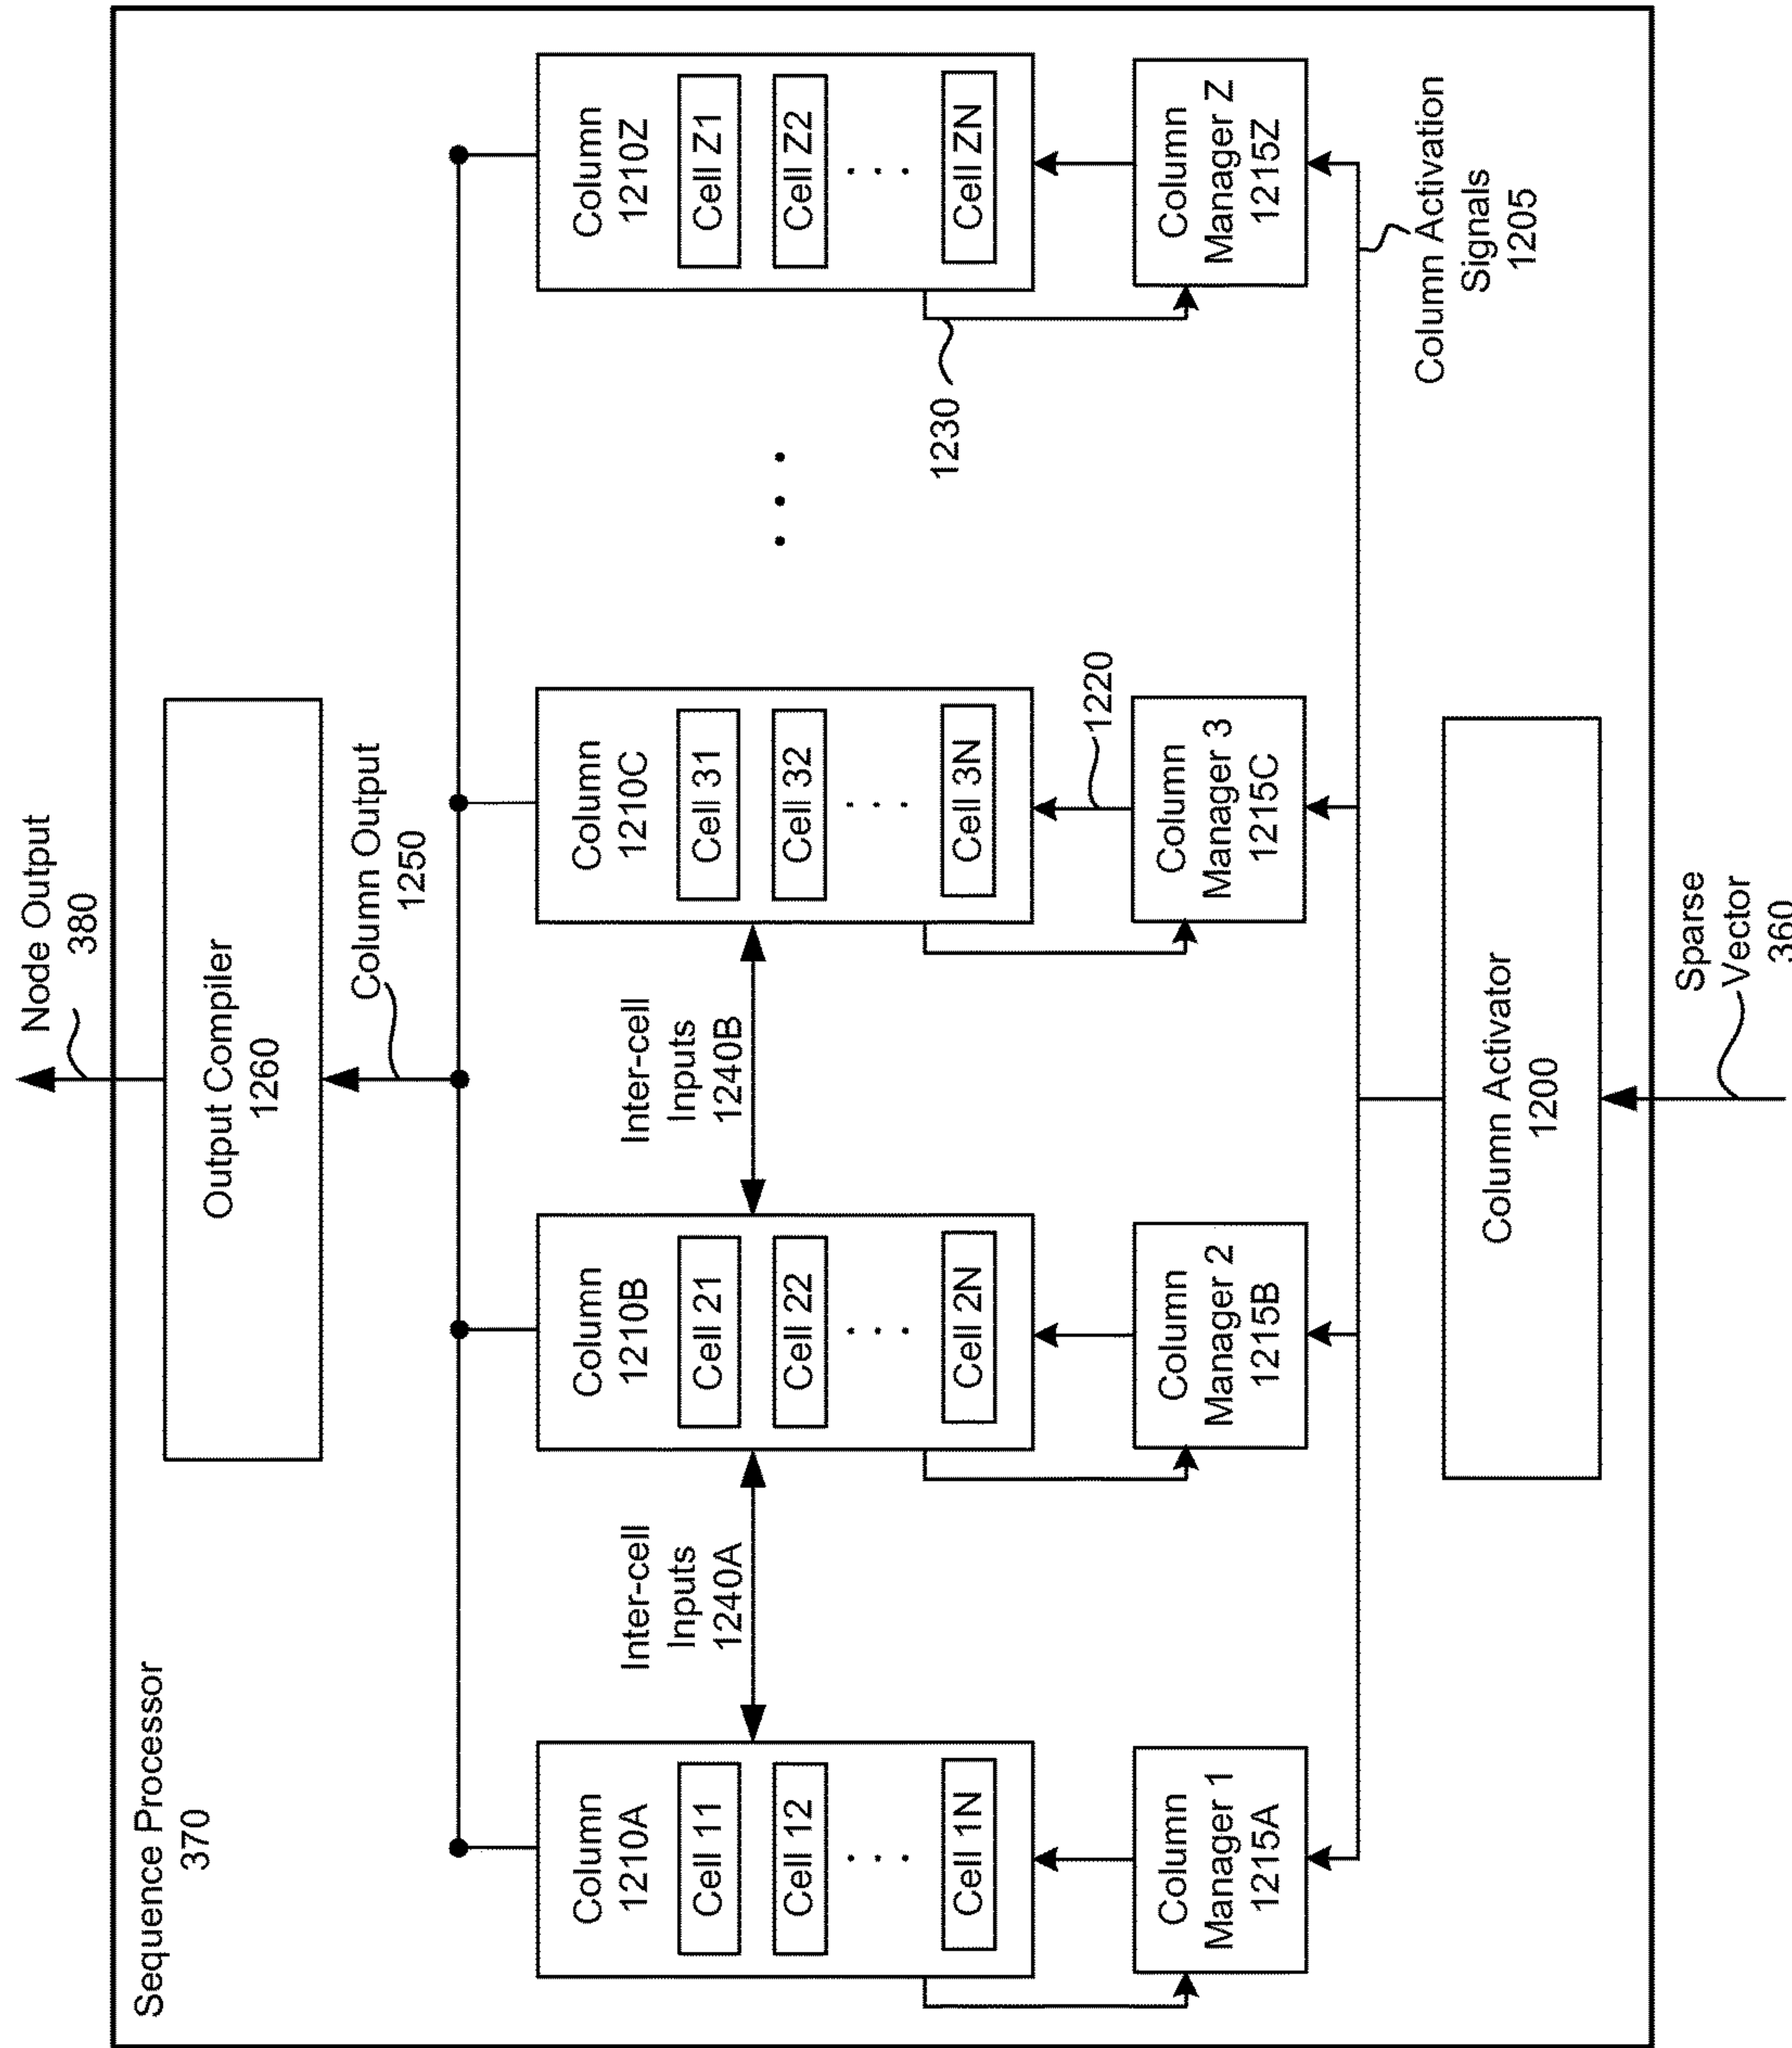 Sequence Processor
370
Node Output
380
Output Compiler
1260
Column Output
1250
Column
1210A
Cell 11
Cell 12
. . .
Cell 1N
Inter-cell
Inputs
1240A
Column
1210B
Cell 21
Cell 22
. . .
Cell 2N
Inter-cell
Inputs
1240B
Column
1210C
Cell 31
Cell 32
. . .
Cell 3N
. . .
Column
1210Z
Cell Z1
Cell Z2
. . .
Cell ZN
1220
1230
Column
Manager 1
1215A
Column
Manager 2
1215B
Column
Manager 3
1215C
Column
Manager Z
1215Z
Column Activation
Signals
1205
Column Activator
1200
Sparse
Vector
360